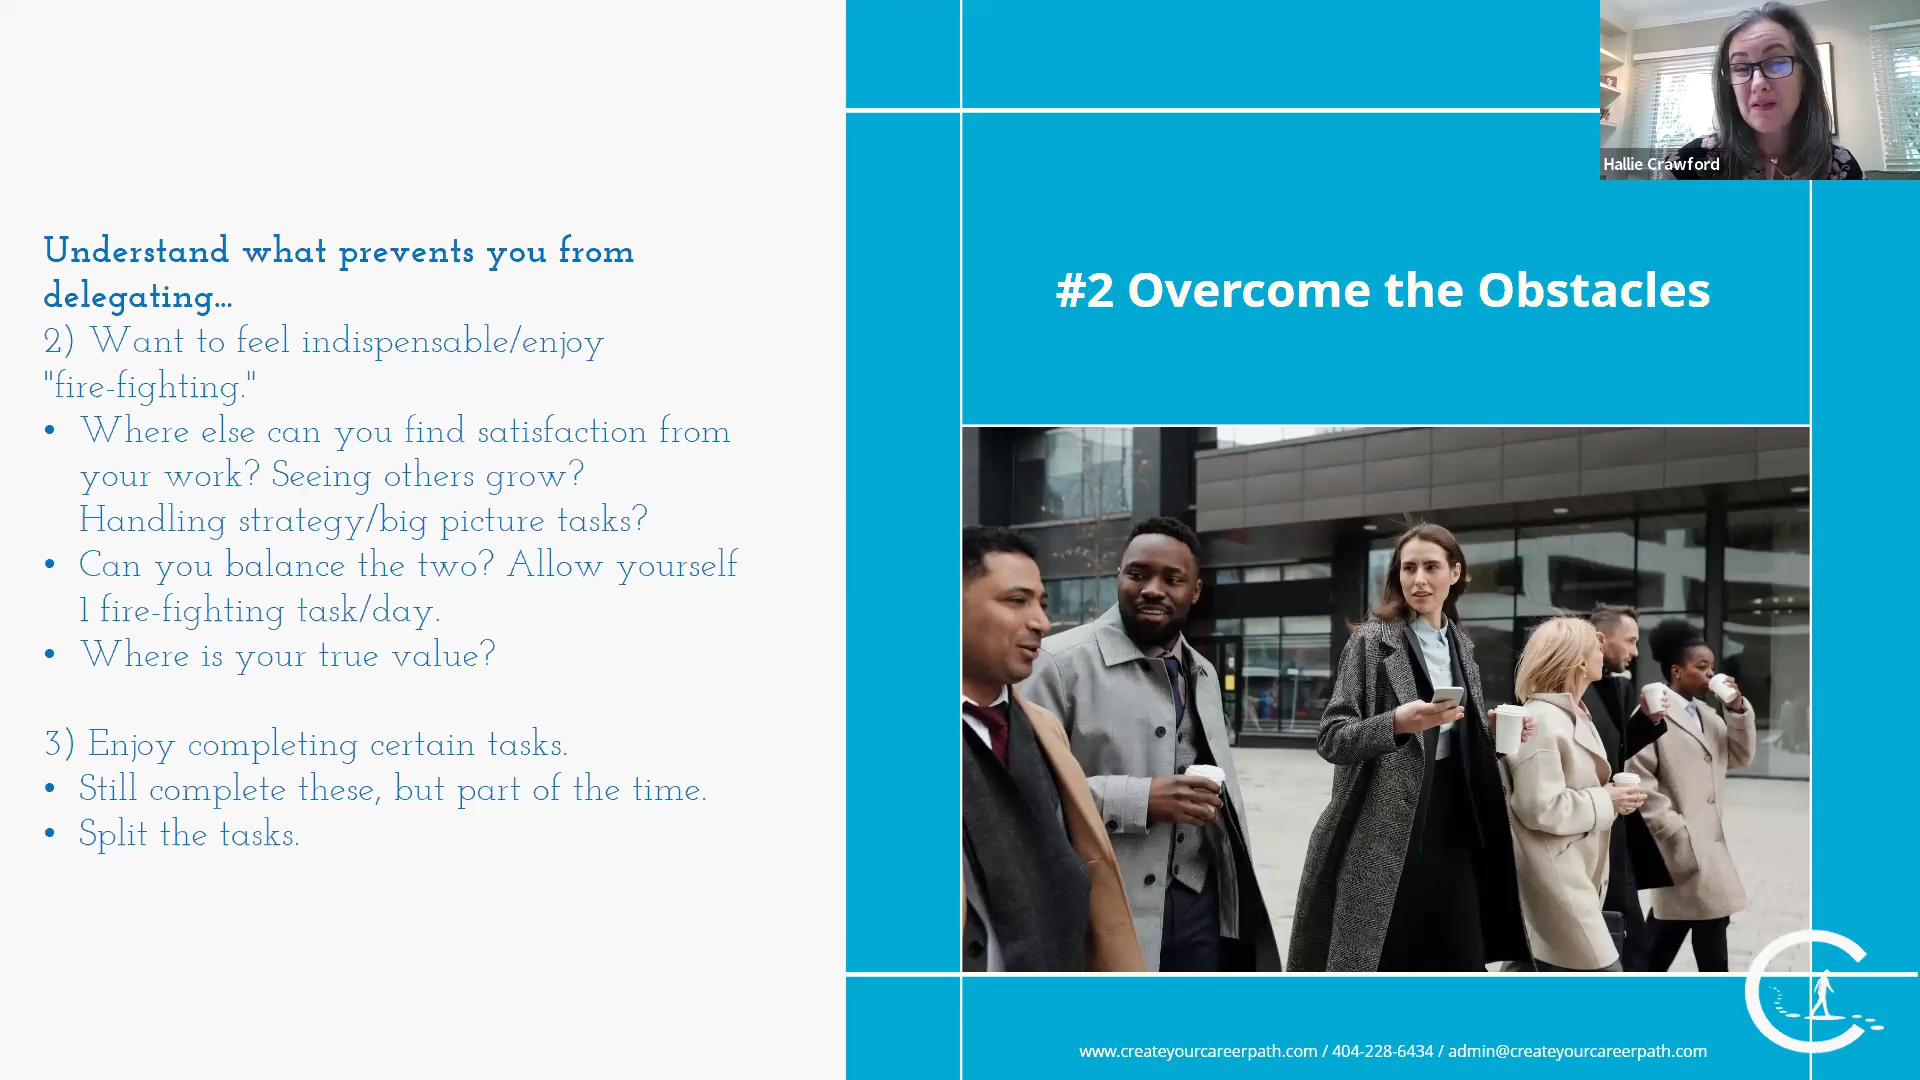 Understand what prevents you from
delegating...
2) Want to feel indispensable/enjoy
"fire-fighting."
• Where else can you find satisfaction from
your work? Seeing others grow?
Handling strategy/big picture tasks?
• Can you balance the two? Allow yourself
1 fire-fighting task/day.
• Where is your true value?
3) Enjoy completing certain tasks.
• Still complete these, but part of the time.
• Split the tasks.
Hallie Crawford
#2 Overcome the Obstacles
www.createyourcareerpath.com / 404-228-6434 / admin@createyourcareerpath.com